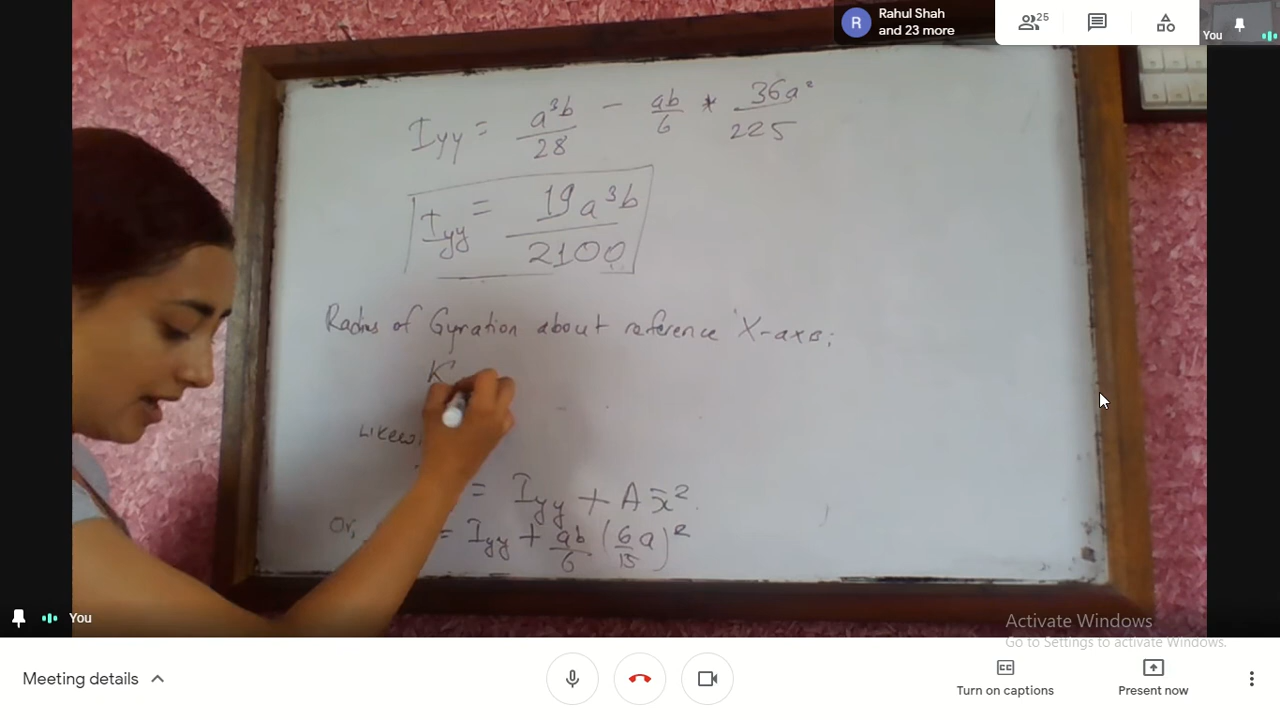 Rahul Shah
and 23 more
25
You
Iyy = a³b/28 - ab/6 * 36a²/225
Iyy = 19a³b/2100
Radius of Gyration about reference X-axis;
K
Likewi
= Iyy + Ax̄²
Or, = Iyy + ab/6 (6/15 a)²
You
Activate Windows
Go to Settings to activate Windows.
Meeting details
Turn on captions
Present now